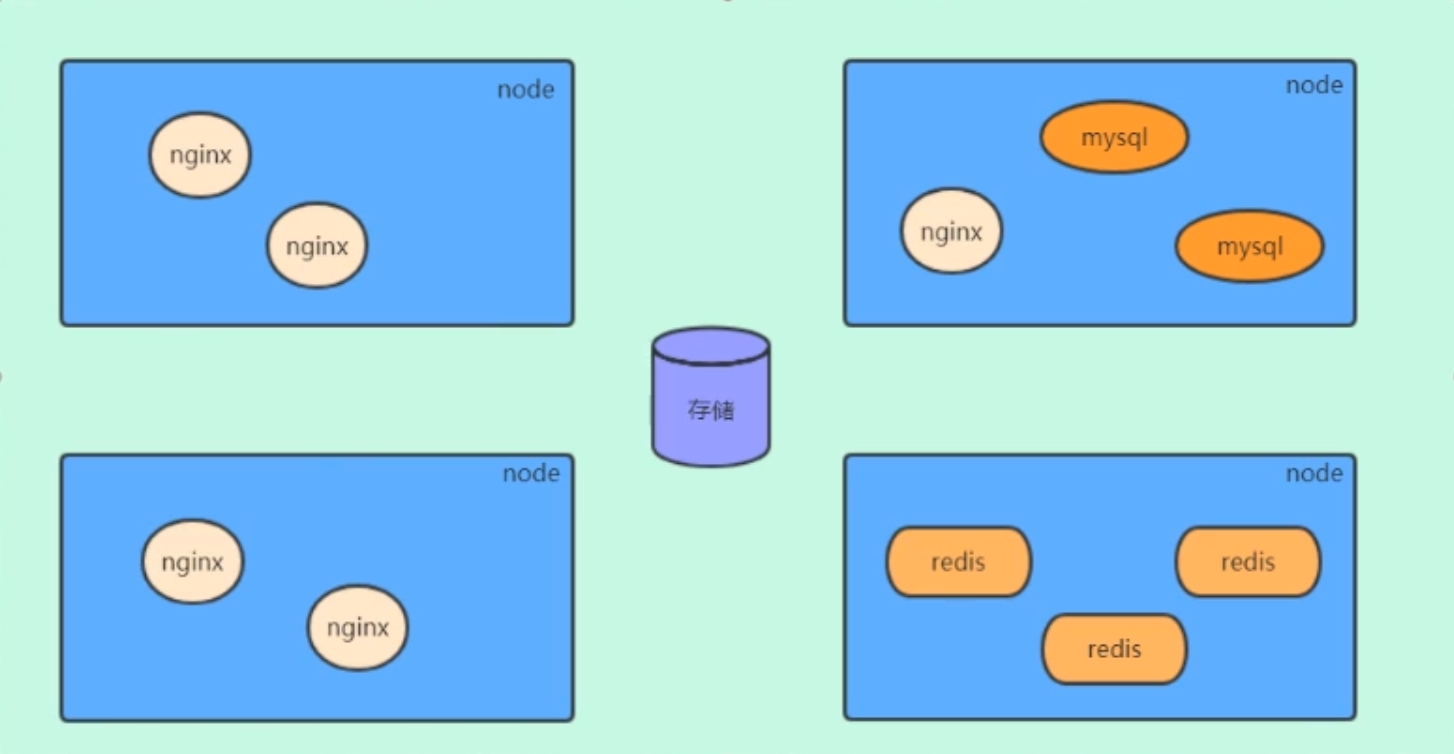 node
nginx
nginx
node
mysql
nginx
mysql
存储
node
nginx
nginx
node
redis
redis
redis